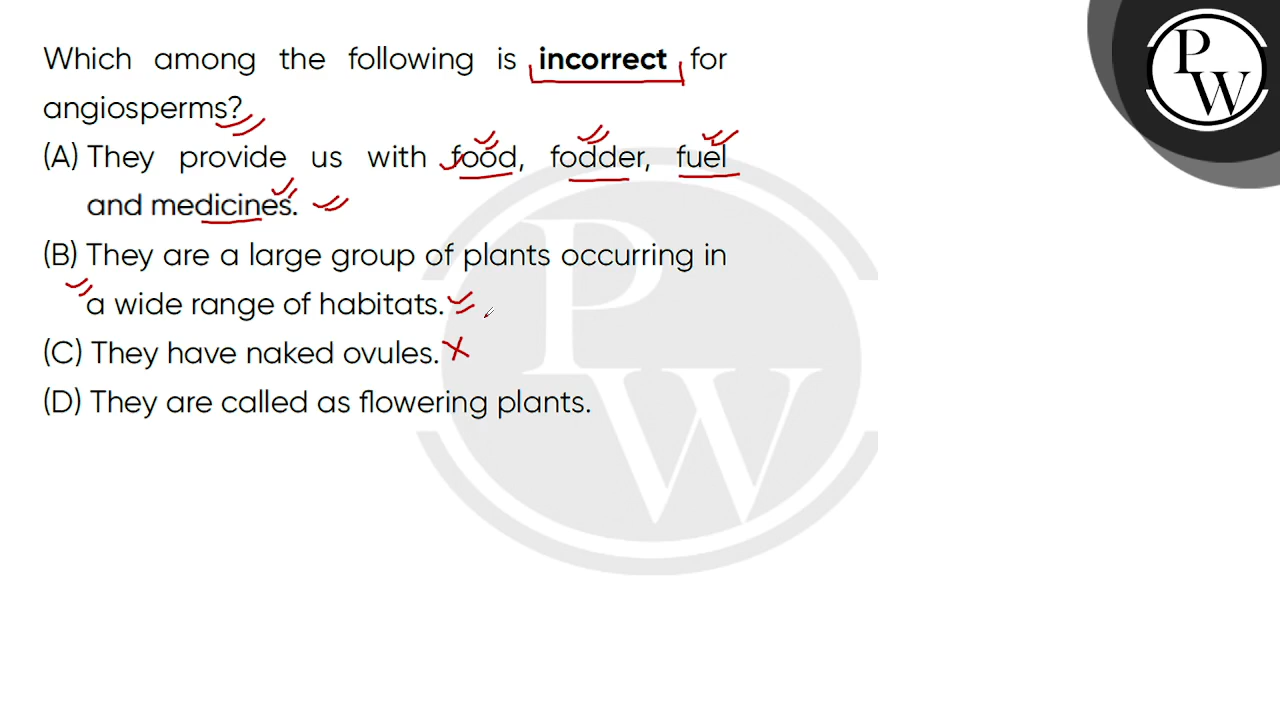 Which among the following is incorrect for
angiosperms?
(A) They provide us with food, fodder, fuel
and medicines.
(B) They are a large group of plants occurring in
a wide range of habitats.
(C) They have naked ovules.
(D) They are called as flowering plants.
P
W
P
W